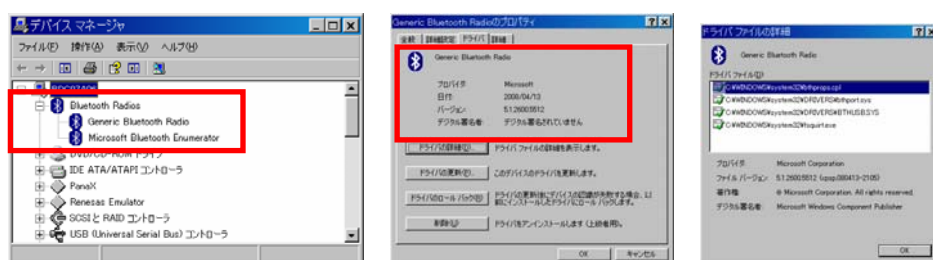 デバイス マネージャ
ファイル(F) 操作(A) 表示(V) ヘルプ(H)
Bluetooth Radios
Generic Bluetooth Radio
Microsoft Bluetooth Enumerator
DVD/CD-ROM ドライブ
IDE ATA/ATAPI コントローラ
PanaX
Renesas Emulator
SCSI と RAID コントローラ
USB (Universal Serial Bus) コントローラ
Generic Bluetooth Radioのプロパティ
全般 詳細設定 ドライバ 詳細
Generic Bluetooth Radio
プロバイダ: Microsoft
日付: 2008/04/13
バージョン: 5.1.2600.5512
デジタル署名者: デジタル署名されていません
ドライバの詳細(D)... ドライバ ファイルの詳細を表示します。
ドライバの更新(P)... このデバイスのドライバを更新します。
ドライバのロール バック(R) ドライバの更新後にデバイスの認識が失敗する場合、以
前にインストールしたドライバにロール バックします。
削除(U) ドライバをアンインストールします (上級者用)。
OK キャンセル
ドライバ ファイルの詳細
Generic Bluetooth Radio
ドライバ ファイル(D):
C:¥WINDOWS¥system32¥bthprops.cpl
C:¥WINDOWS¥system32¥DRIVERS¥bthport.sys
C:¥WINDOWS¥system32¥DRIVERS¥BTHUSB.SYS
C:¥WINDOWS¥system32¥fsquirt.exe
プロバイダ: Microsoft Corporation
ファイル バージョン: 5.1.2600.5512 (xpsp.080413-2105)
著作権: © Microsoft Corporation. All rights reserved.
デジタル署名者: Microsoft Windows Component Publisher
OK